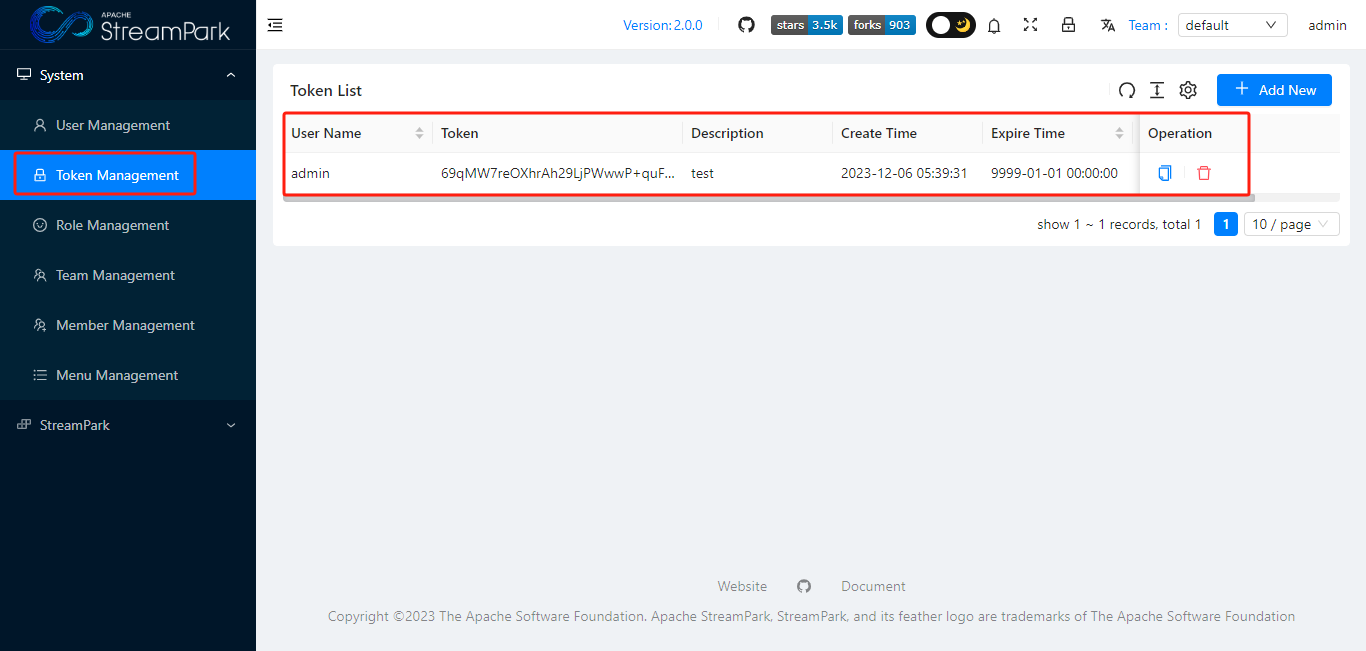 APACHE
StreamPark
Version: 2.0.0
stars 3.5k
forks 903
Team :
default
admin
System
User Management
Token Management
Role Management
Team Management
Member Management
Menu Management
StreamPark
Token List
Add New
User Name Token Description Create Time Expire Time Operation
admin 69qMW7reOXhrAh29LjPWwwP+quF... test 2023-12-06 05:39:31 9999-01-01 00:00:00
show 1 ~ 1 records, total 1 1 10 / page
Website Document
Copyright ©2023 The Apache Software Foundation. Apache StreamPark, StreamPark, and its feather logo are trademarks of The Apache Software Foundation